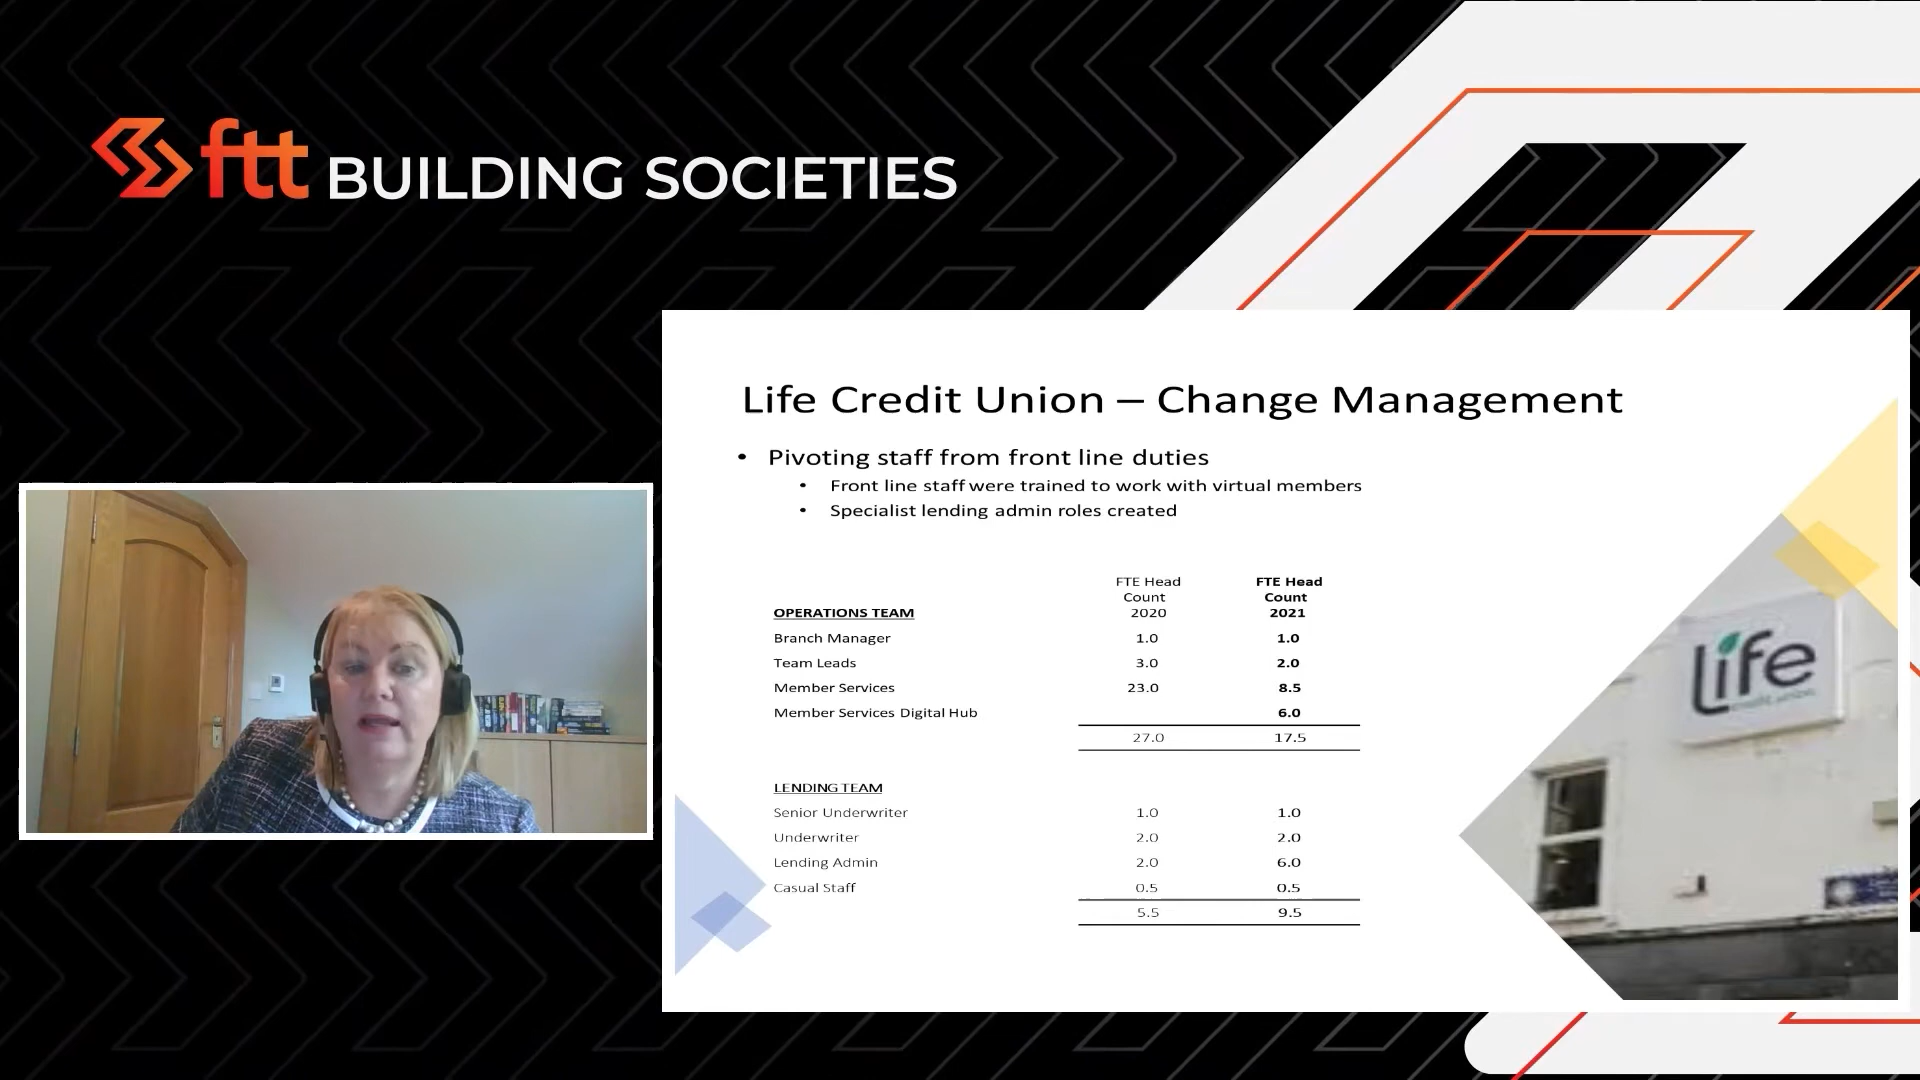 ftt BUILDING SOCIETIES
Life Credit Union – Change Management
• Pivoting staff from front line duties
• Front line staff were trained to work with virtual members
• Specialist lending admin roles created
FTE Head FTE Head
Count Count
OPERATIONS TEAM 2020 2021
Branch Manager 1.0 1.0
Team Leads 3.0 2.0
Member Services 23.0 8.5
Member Services Digital Hub 6.0
27.0 17.5
LENDING TEAM
Senior Underwriter 1.0 1.0
Underwriter 2.0 2.0
Lending Admin 2.0 6.0
Casual Staff 0.5 0.5
5.5 9.5
Life
credit union